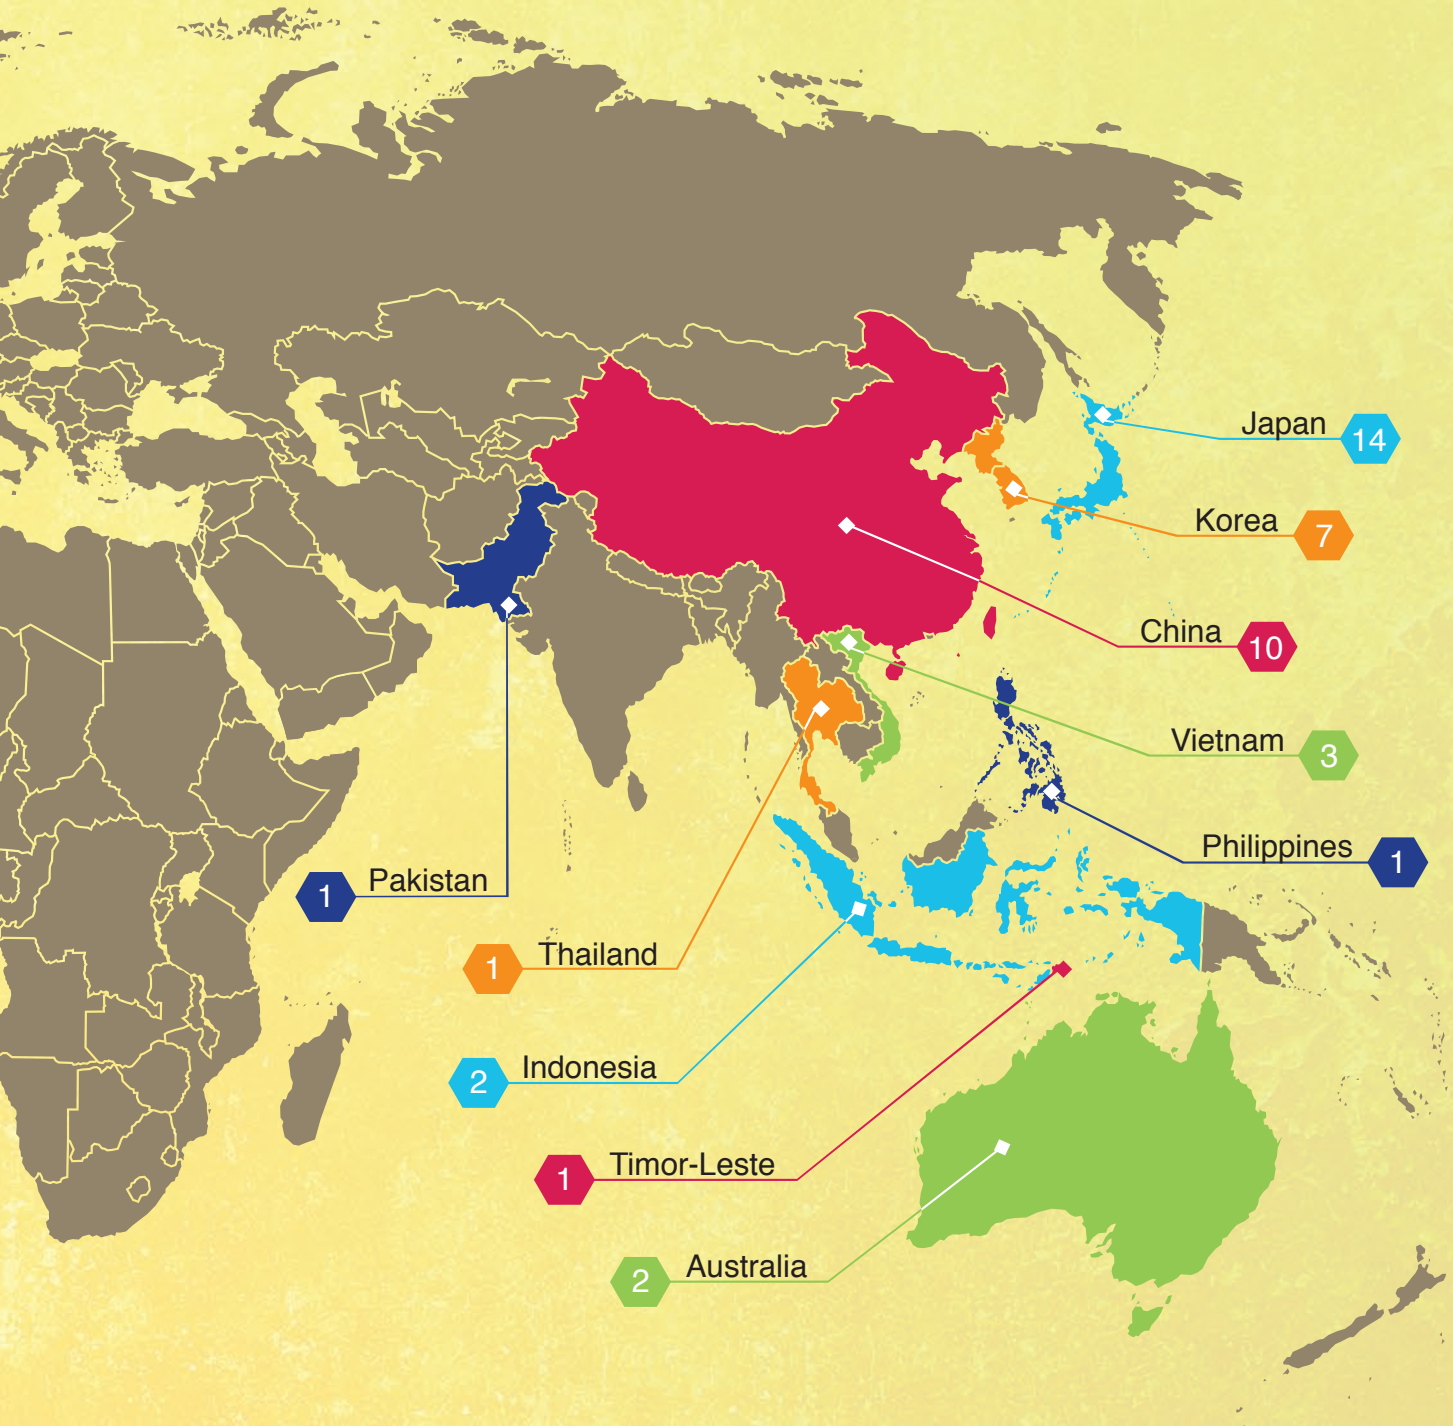 Japan 14
Korea 7
China 10
Vietnam 3
Philippines 1
1 Pakistan
1 Thailand
2 Indonesia
1 Timor-Leste
2 Australia